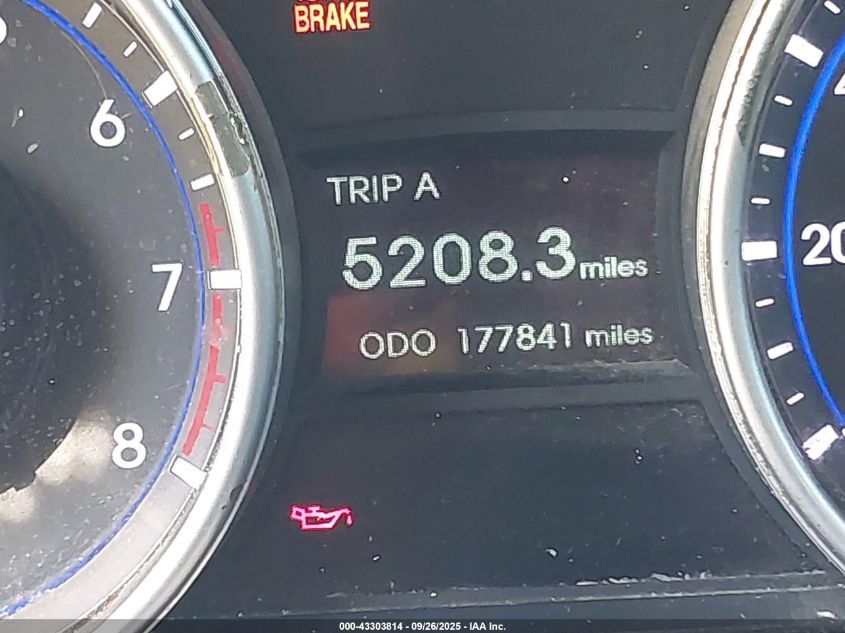 BRAKE
6
TRIP A
5208.3 miles
7
20
ODO 177841 miles
8
000-43303814 - 09/26/2025 - IAA Inc.